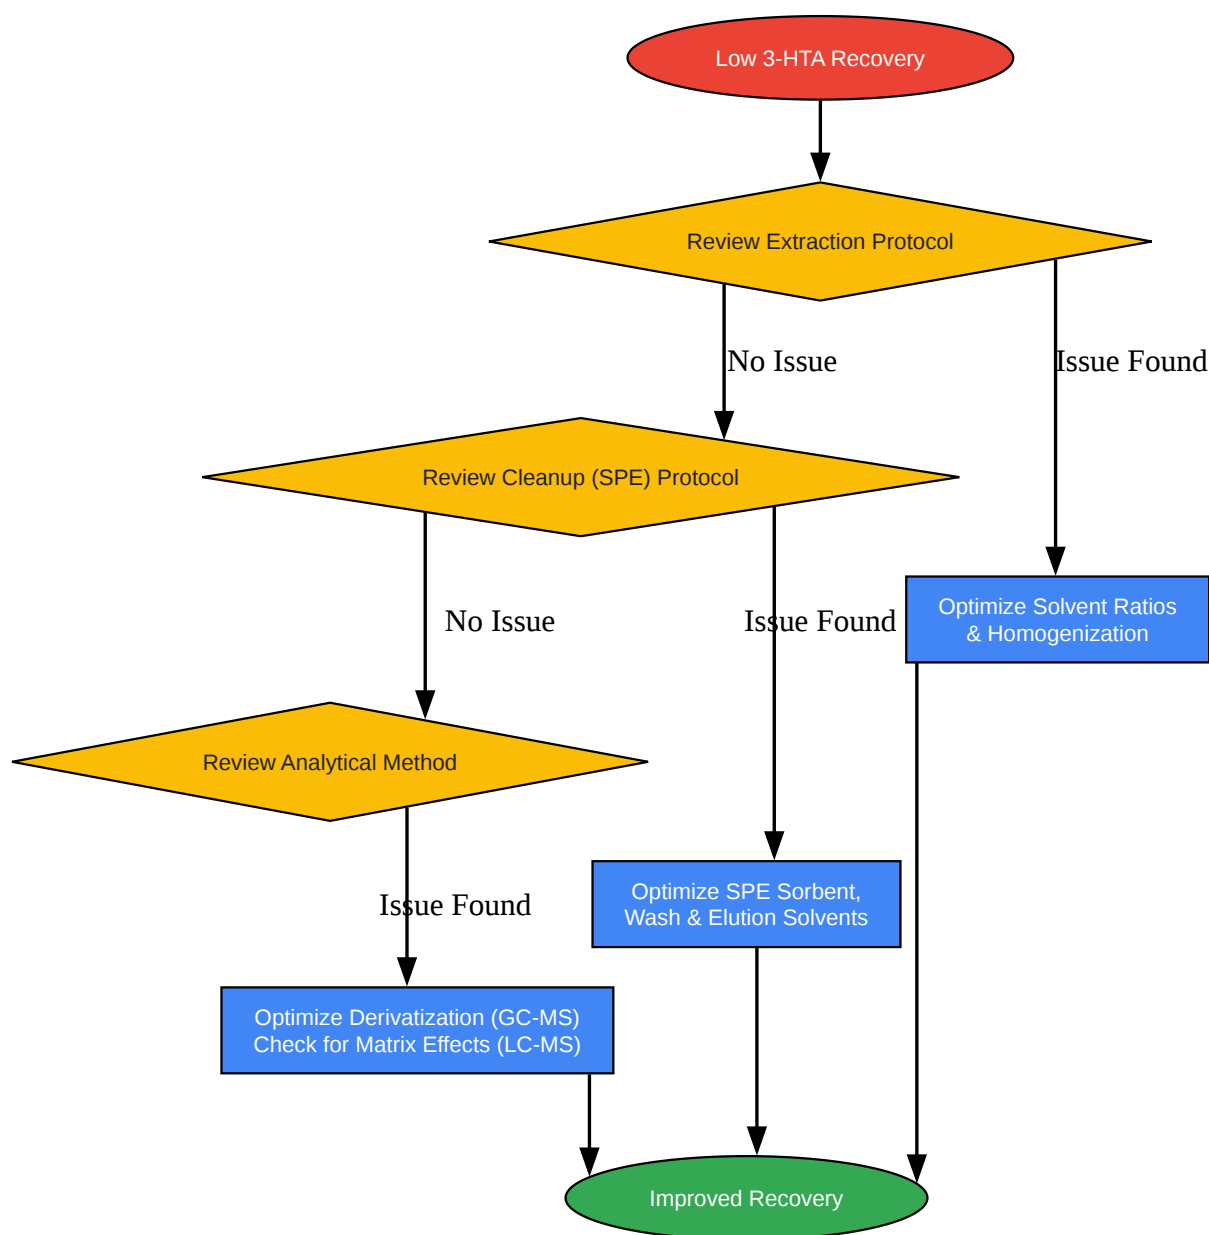 Low 3-HTA Recovery
Review Extraction Protocol
No Issue
Issue Found
Review Cleanup (SPE) Protocol
No Issue
Issue Found
Optimize Solvent Ratios
& Homogenization
Review Analytical Method
Issue Found
Optimize SPE Sorbent,
Wash & Elution Solvents
Optimize Derivatization (GC-MS)
Check for Matrix Effects (LC-MS)
Improved Recovery